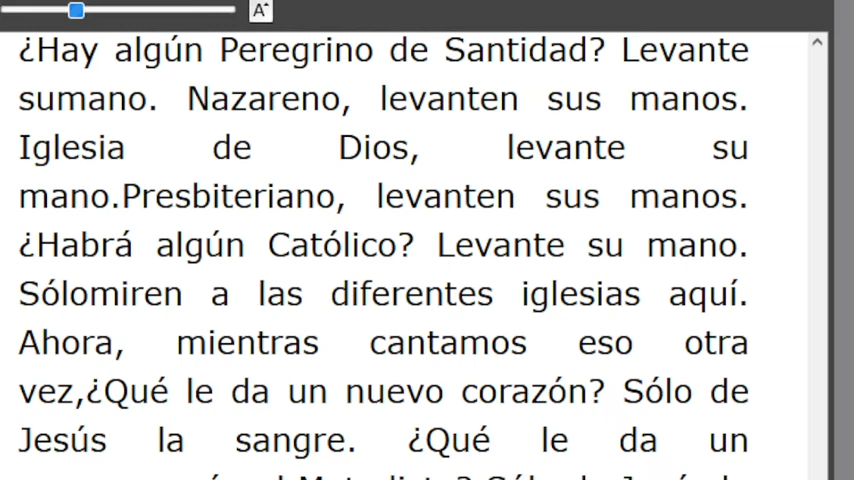 A
¿Hay algún Peregrino de Santidad? Levante
sumano. Nazareno, levanten sus manos.
Iglesia de Dios, levante su
mano.Presbiteriano, levanten sus manos.
¿Habrá algún Católico? Levante su mano.
Sólomiren a las diferentes iglesias aquí.
Ahora, mientras cantamos eso otra
vez,¿Qué le da un nuevo corazón? Sólo de
Jesús la sangre. ¿Qué le da un